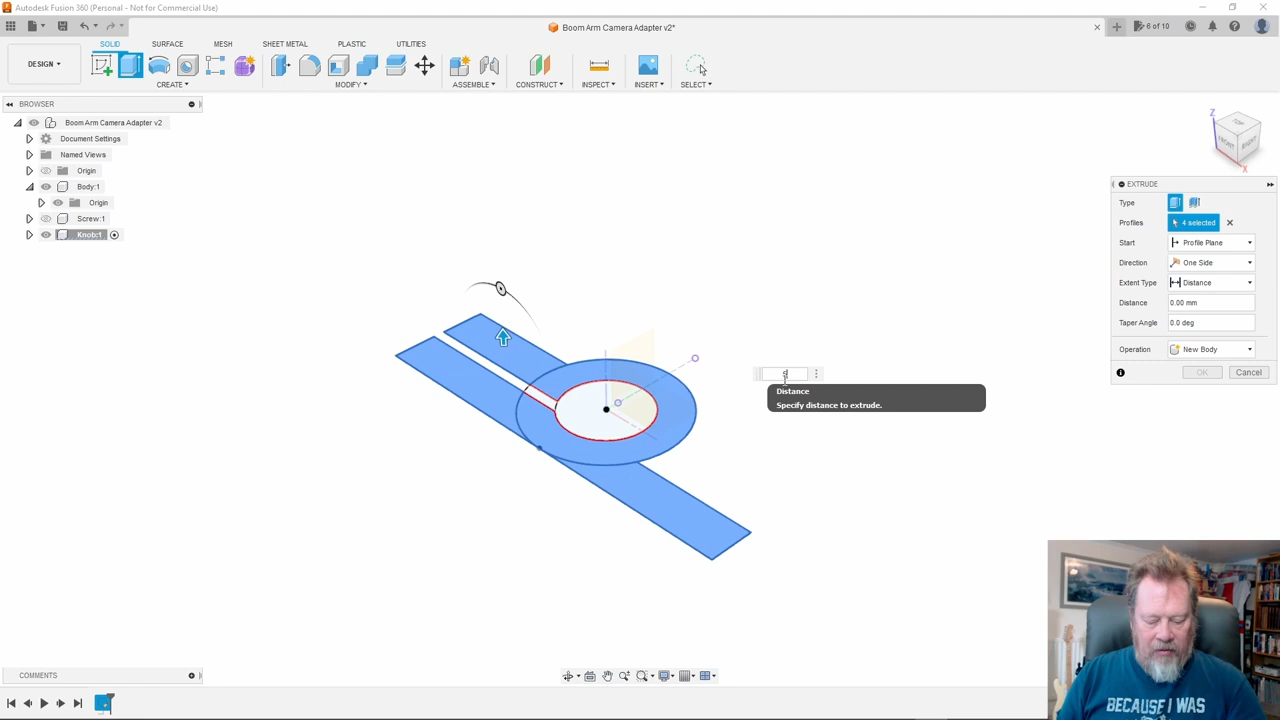 Autodesk Fusion 360 (Personal - Not for Commercial Use)
Boom Arm Camera Adapter v2*
6 of 10
SOLID SURFACE MESH SHEET METAL PLASTIC UTILITIES
DESIGN
CREATE MODIFY ASSEMBLE CONSTRUCT INSPECT INSERT SELECT
BROWSER
Boom Arm Camera Adapter v2
Document Settings
Named Views
Origin
Body:1
Origin
Screw:1
Knob:1
TOP
FRONT
RIGHT
Z
X
EXTRUDE
Type
Profiles 4 selected
Start Profile Plane
Direction One Side
Extent Type Distance
Distance 0.00 mm
Taper Angle 0.0 deg
Operation New Body
OK Cancel
Distance
Specify distance to extrude.
COMMENTS
BECAUSE I WAS